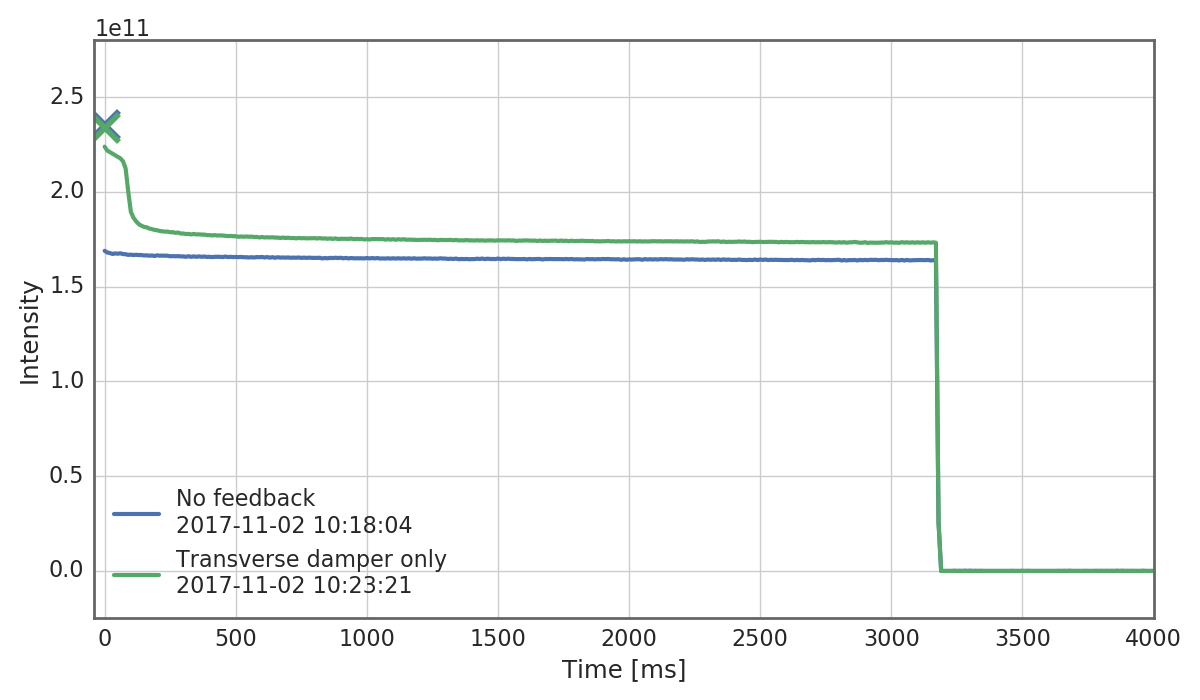 1e11
2.5
2.0
1.5
1.0
0.5
0.0
Intensity
No feedback
2017-11-02 10:18:04
Transverse damper only
2017-11-02 10:23:21
0 500 1000 1500 2000 2500 3000 3500 4000
Time [ms]